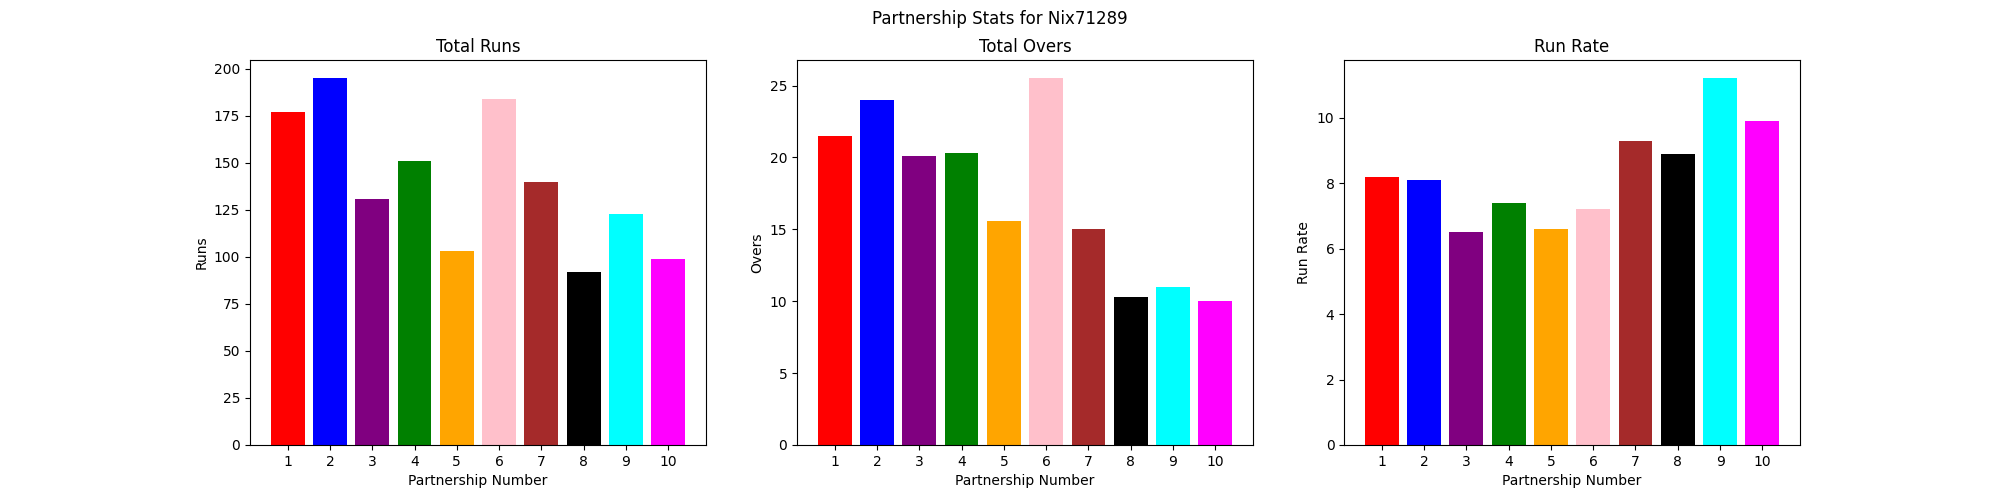 Partnership Stats for Nix71289
Total Runs
200
175
150
125
100
75
50
25
0
Runs
1 2 3 4 5 6 7 8 9 10
Partnership Number
Total Overs
25
20
15
10
5
0
Overs
1 2 3 4 5 6 7 8 9 10
Partnership Number
Run Rate
10
8
6
4
2
0
Run Rate
1 2 3 4 5 6 7 8 9 10
Partnership Number